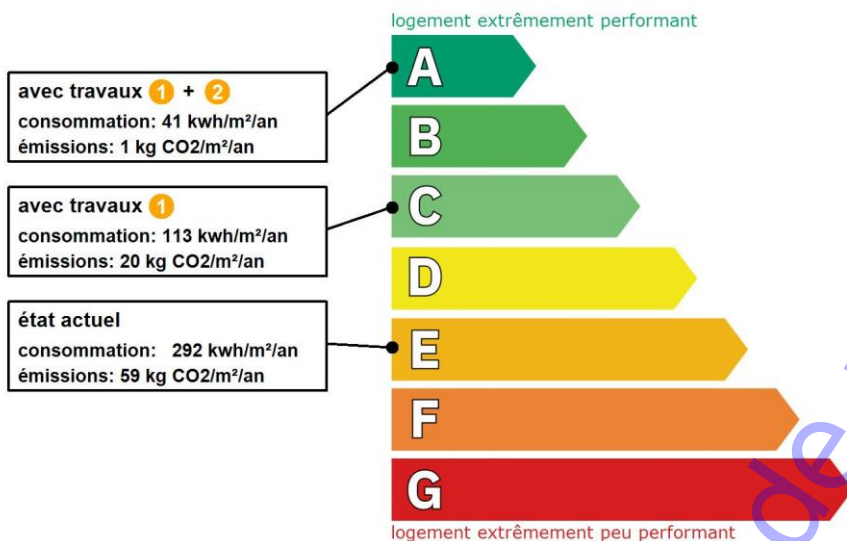 logement extrêmement performant
A
avec travaux 1 + 2
consommation: 41 kwh/m²/an
émissions: 1 kg CO2/m²/an
B
avec travaux 1
consommation: 113 kwh/m²/an
émissions: 20 kg CO2/m²/an
C
D
état actuel
consommation: 292 kwh/m²/an
émissions: 59 kg CO2/m²/an
E
F
G
logement extrêmement peu performant
de